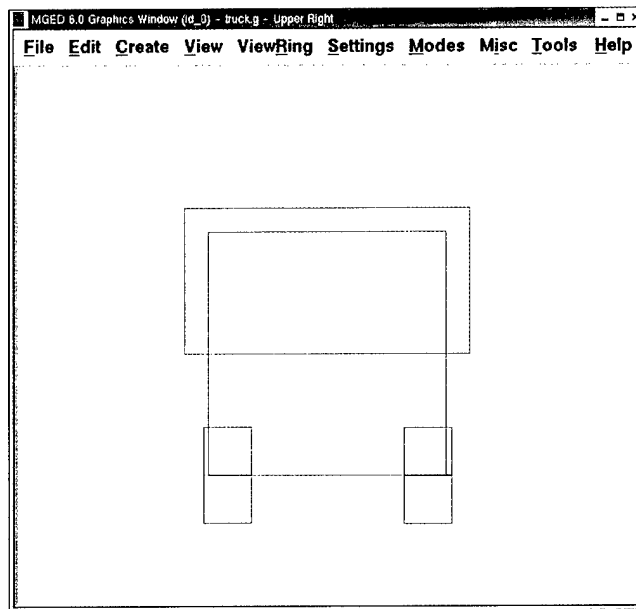 MGED 6.0 Graphics Window (id_0) - truck.g - Upper Right
File Edit Create View ViewRing Settings Modes Misc Tools Help